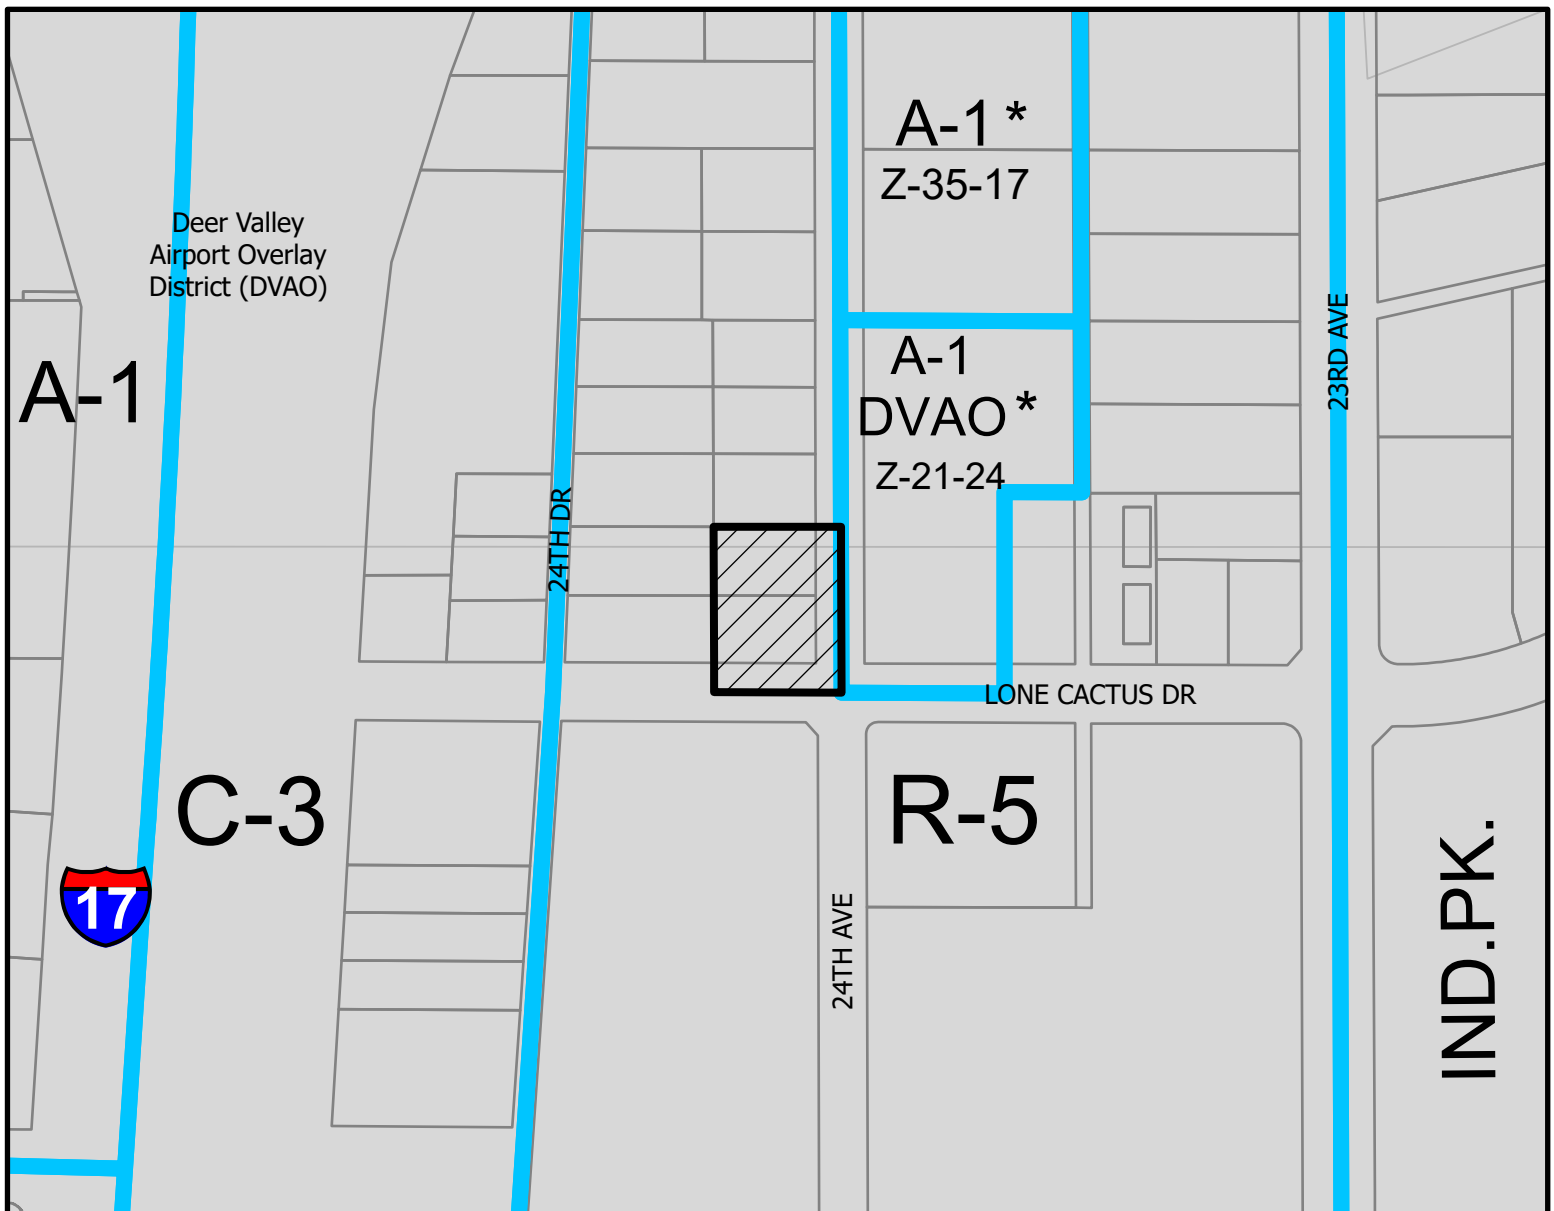 A-1 *
Z-35-17
Deer Valley
Airport Overlay
District (DVAO)
A-1
A-1
DVAO *
Z-21-24
23RD AVE
24TH DR
LONE CACTUS DR
C-3
R-5
17
24TH AVE
IND.PK.